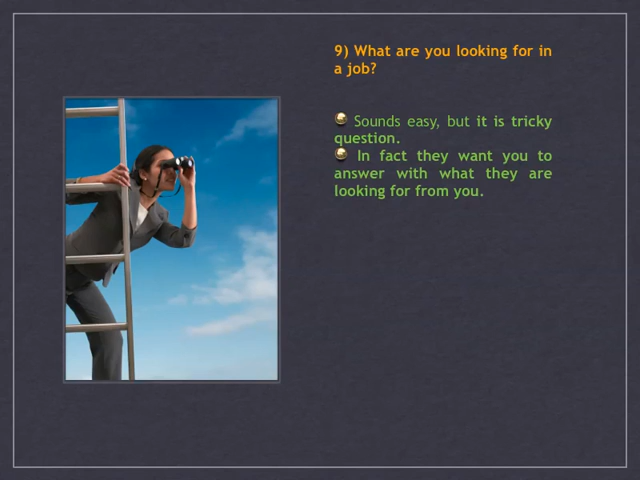 9) What are you looking for in
a job?
Sounds easy, but it is tricky
question.
In fact they want you to
answer with what they are
looking for from you.